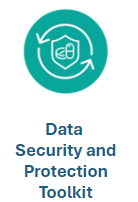 Data
Security and
Protection
Toolkit